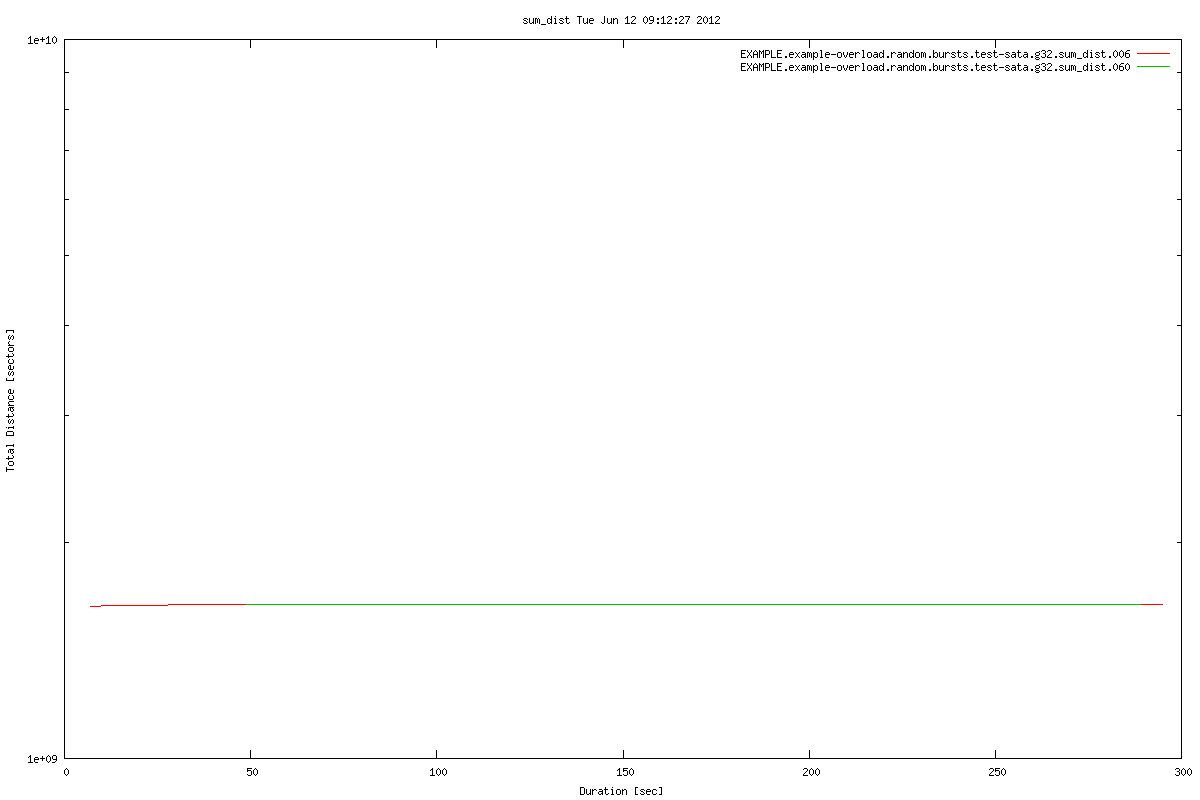 sum_dist Tue Jun 12 09:12:27 2012
1e+10
EXAMPLE.example-overload.random.bursts.test-sata.g32.sum_dist.006
EXAMPLE.example-overload.random.bursts.test-sata.g32.sum_dist.060
Total Distance [sectors]
1e+09
0 50 100 150 200 250 300
Duration [sec]